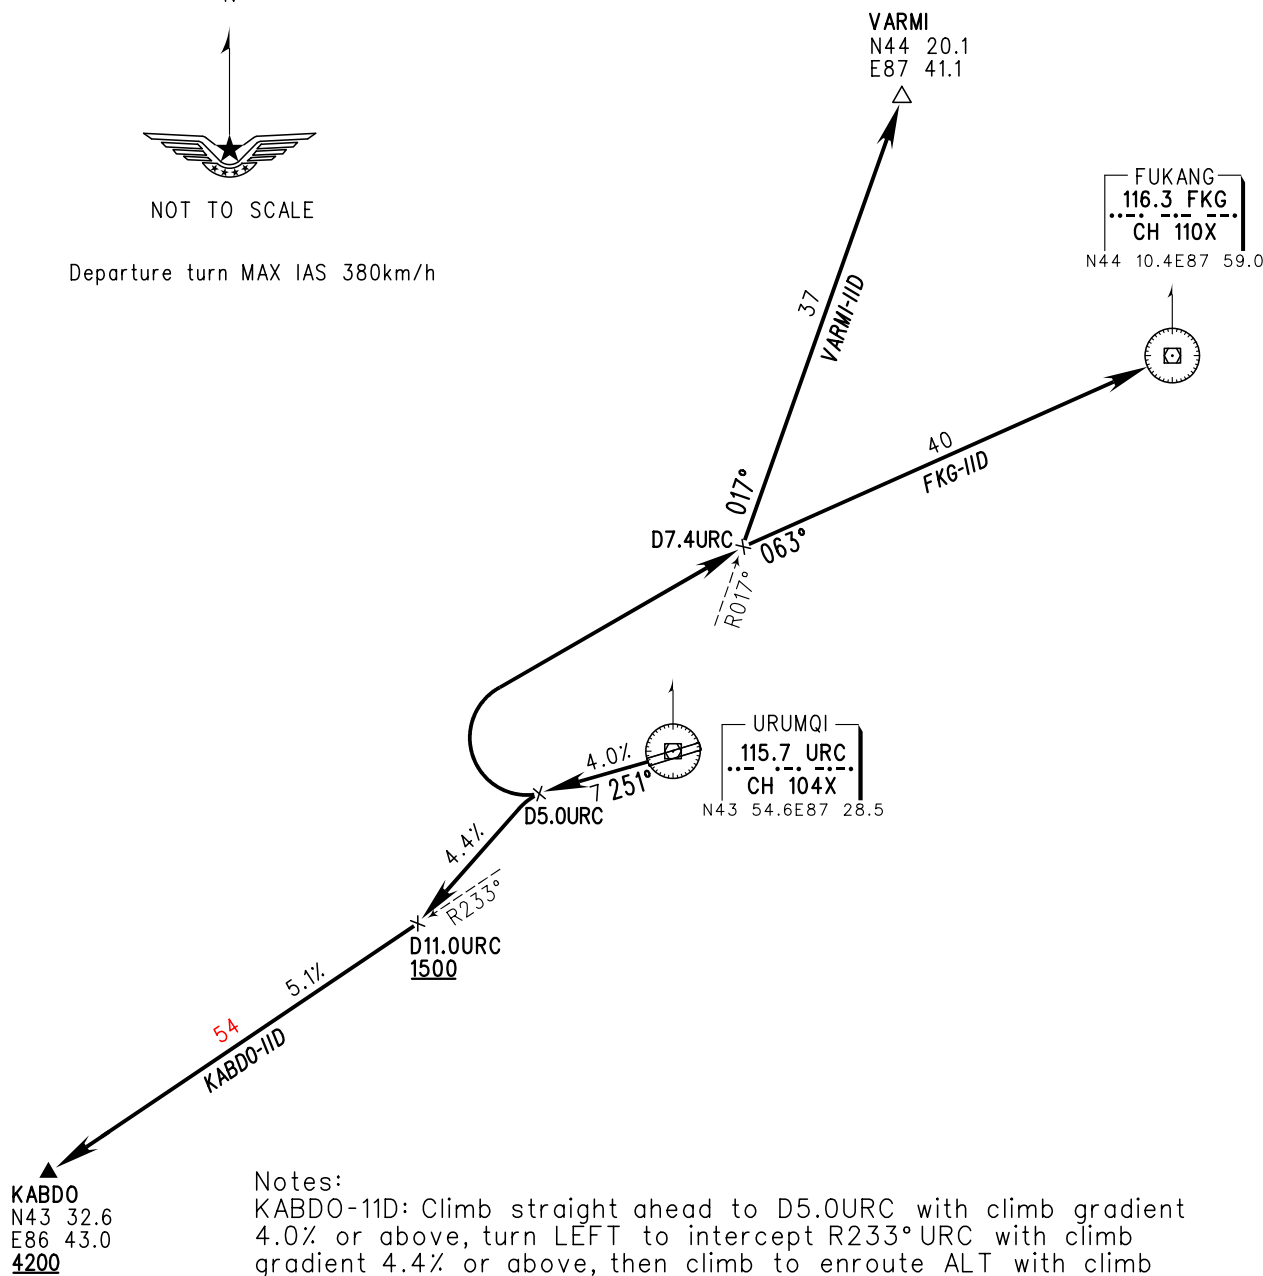 VARMI
N44 20.1
E87 41.1
NOT TO SCALE
Departure turn MAX IAS 380km/h
FUKANG
116.3 FKG
CH 110X
N44 10.4E87 59.0
37
VARMI-11D
40
FKG-11D
017°
D7.4URC
063°
R017°
URUMQI
115.7 URC
CH 104X
N43 54.6E87 28.5
4.0%
7 251°
D5.0URC
4.4%
R233°
D11.0URC
1500
5.1%
54
KABDO-11D
KABDO
N43 32.6
E86 43.0
4200
Notes:
KABDO-11D: Climb straight ahead to D5.0URC with climb gradient
4.0% or above, turn LEFT to intercept R233° URC with climb
gradient 4.4% or above, then climb to enroute ALT with climb